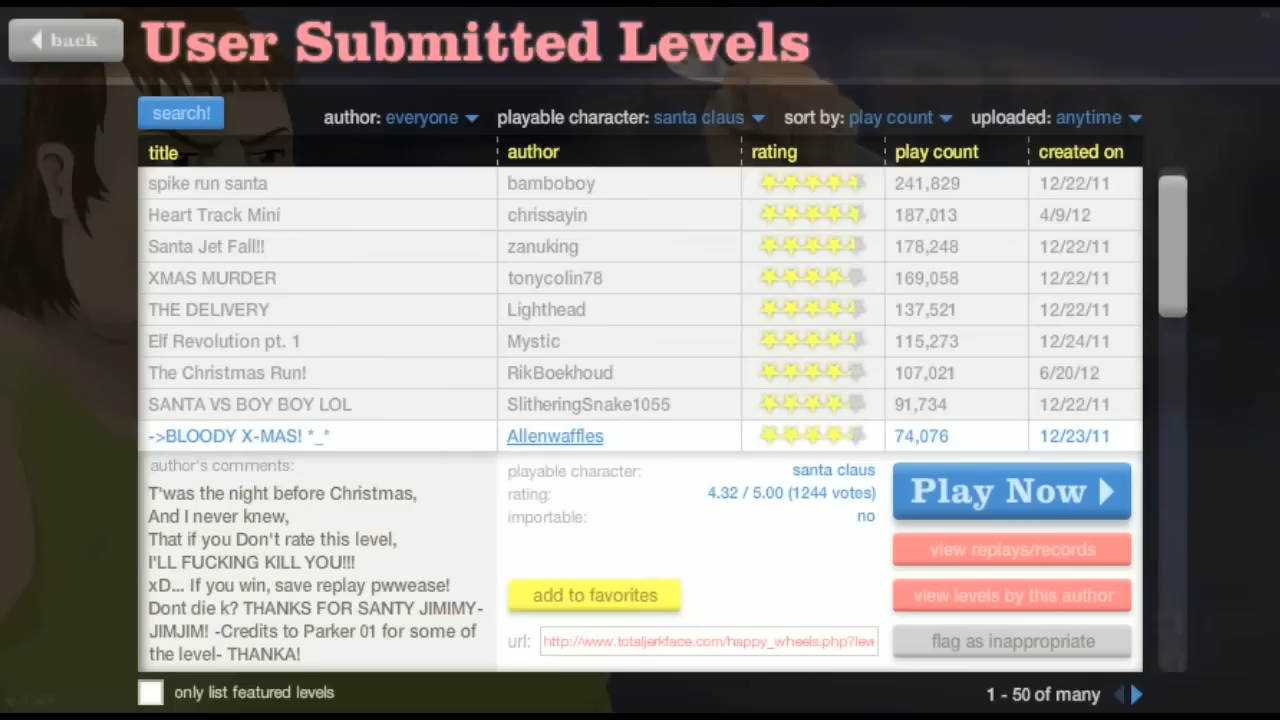 back
User Submitted Levels
search!
author: everyone playable character: santa claus sort by: play count uploaded: anytime
title author rating play count created on
spike run santa bamboboy 241,829 12/22/11
Heart Track Mini chrissayin 187,013 4/9/12
Santa Jet Fall!! zanuking 178,248 12/22/11
XMAS MURDER tonycolin78 169,058 12/22/11
THE DELIVERY Lighthead 137,521 12/22/11
Elf Revolution pt. 1 Mystic 115,273 12/24/11
The Christmas Run! RikBoekhoud 107,021 6/20/12
SANTA VS BOY BOY LOL SlitheringSnake1055 91,734 12/22/11
->BLOODY X-MAS! *_* Allenwaffles 74,076 12/23/11
author's comments:
T'was the night before Christmas,
And I never knew,
That if you Don't rate this level,
I'LL FUCKING KILL YOU!!!
xD... If you win, save replay pwwease!
Dont die k? THANKS FOR SANTY JIMIMY-
JIMJIM! -Credits to Parker 01 for some of
the level- THANKA!
playable character: santa claus
rating: 4.32 / 5.00 (1244 votes)
importable: no
add to favorites
url: http://www.totaljerkface.com/happy_wheels.php?lev
Play Now
view replays/records
view levels by this author
flag as inappropriate
only list featured levels
1 - 50 of many